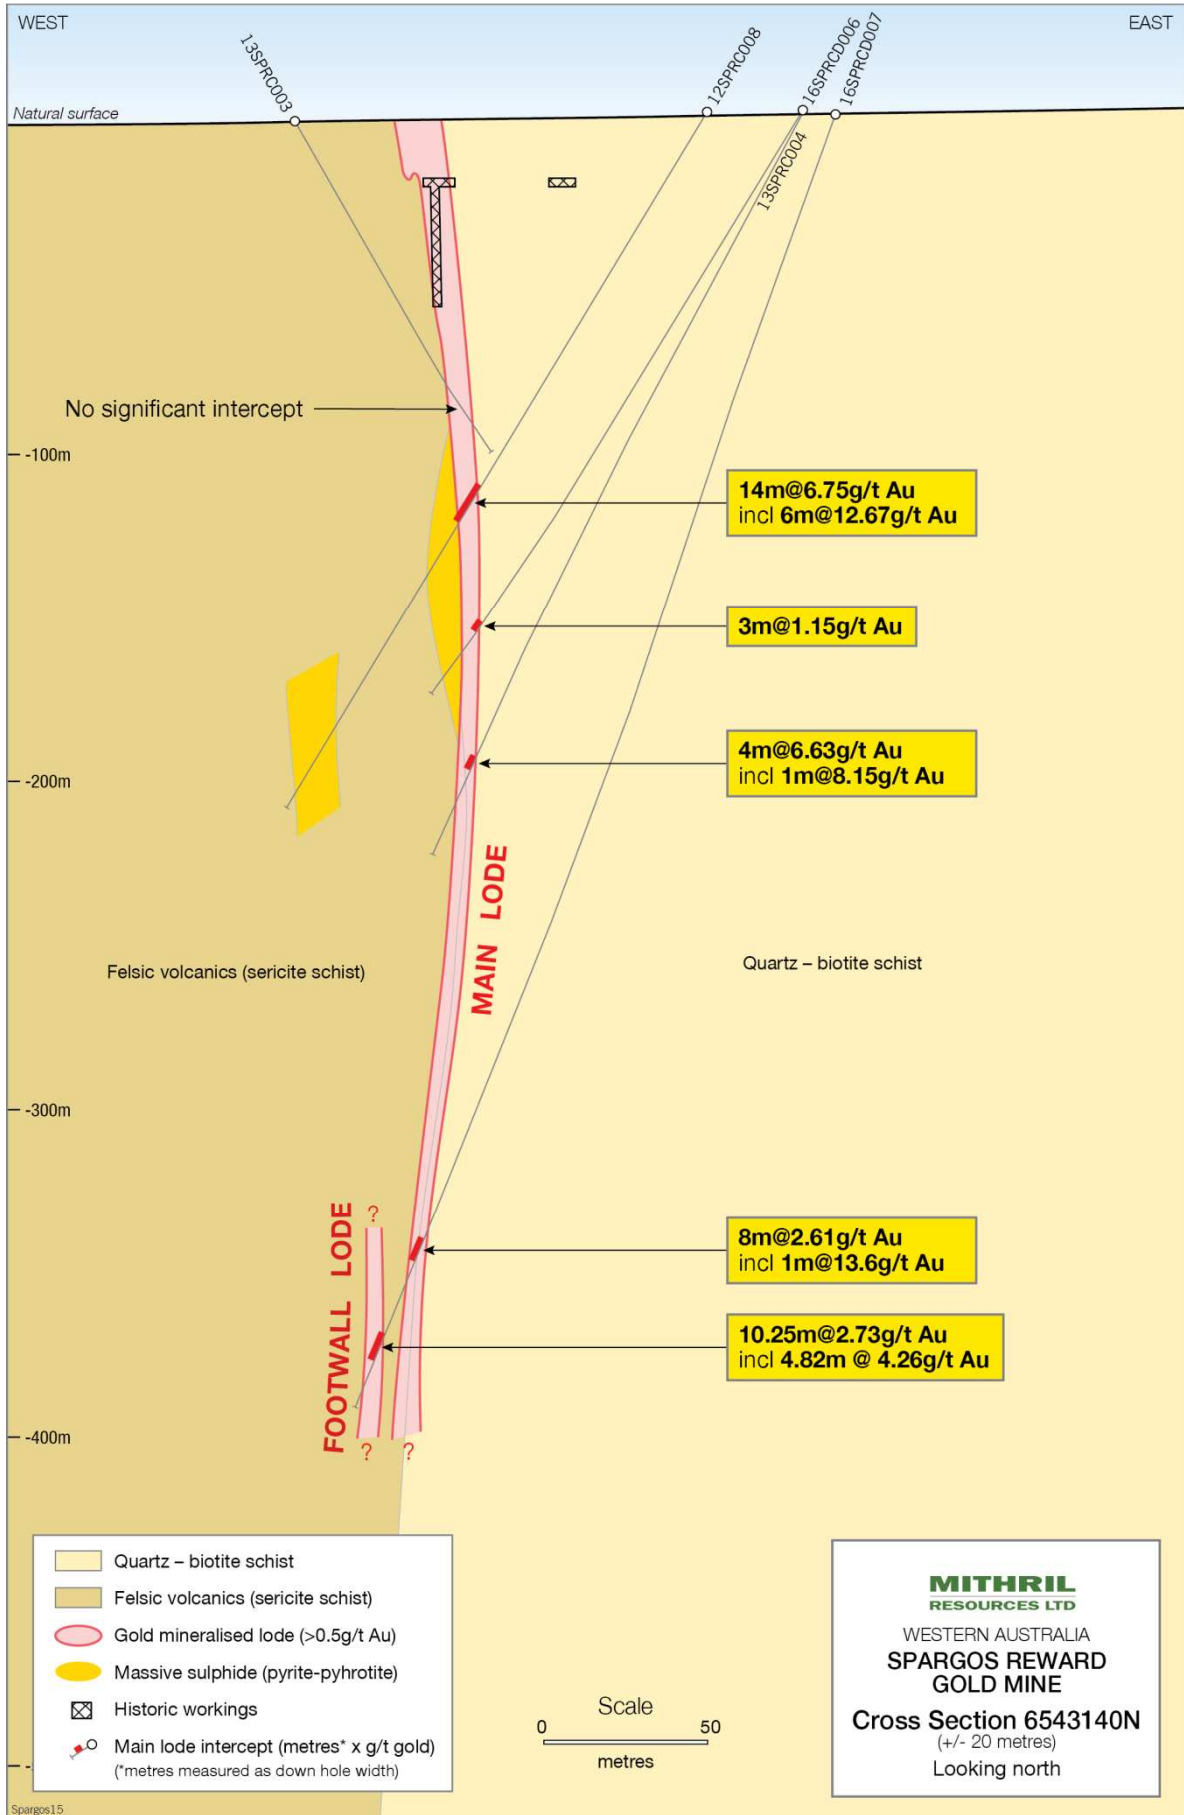 WEST
EAST
13SPRC003
12SPRC008
16SPRCD006
16SPRCD007
13SPRC004
Natural surface
No significant intercept
-100m
14m@6.75g/t Au
incl 6m@12.67g/t Au
3m@1.15g/t Au
4m@6.63g/t Au
incl 1m@8.15g/t Au
-200m
MAIN LODE
Felsic volcanics (sericite schist)
Quartz – biotite schist
-300m
FOOTWALL LODE
?
8m@2.61g/t Au
incl 1m@13.6g/t Au
10.25m@2.73g/t Au
incl 4.82m @ 4.26g/t Au
-400m
?
?
Quartz – biotite schist
Felsic volcanics (sericite schist)
Gold mineralised lode (>0.5g/t Au)
Massive sulphide (pyrite-pyhrotite)
Historic workings
Main lode intercept (metres* x g/t gold)
(*metres measured as down hole width)
Scale
0 50
metres
MITHRIL
RESOURCES LTD
WESTERN AUSTRALIA
SPARGOS REWARD
GOLD MINE
Cross Section 6543140N
(+/- 20 metres)
Looking north
Spargos15